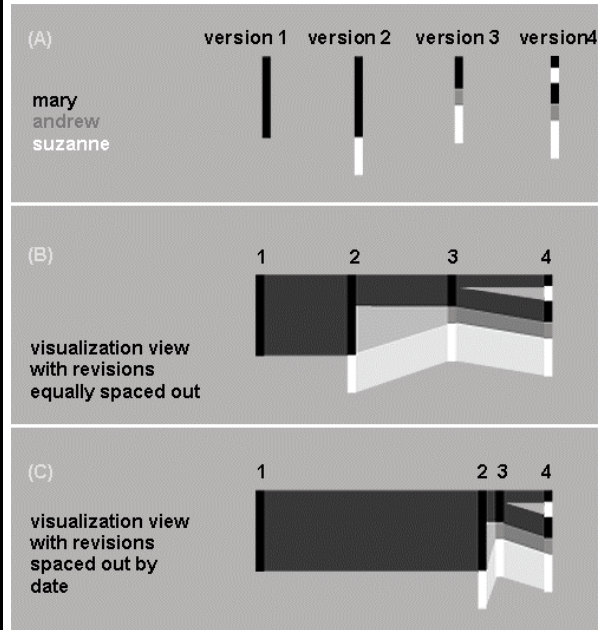 (A)
version 1 version 2 version 3 version4
mary
andrew
suzanne
(B)
1 2 3 4
visualization view
with revisions
equally spaced out
(C)
1 2 3 4
visualization view
with revisions
spaced out by
date